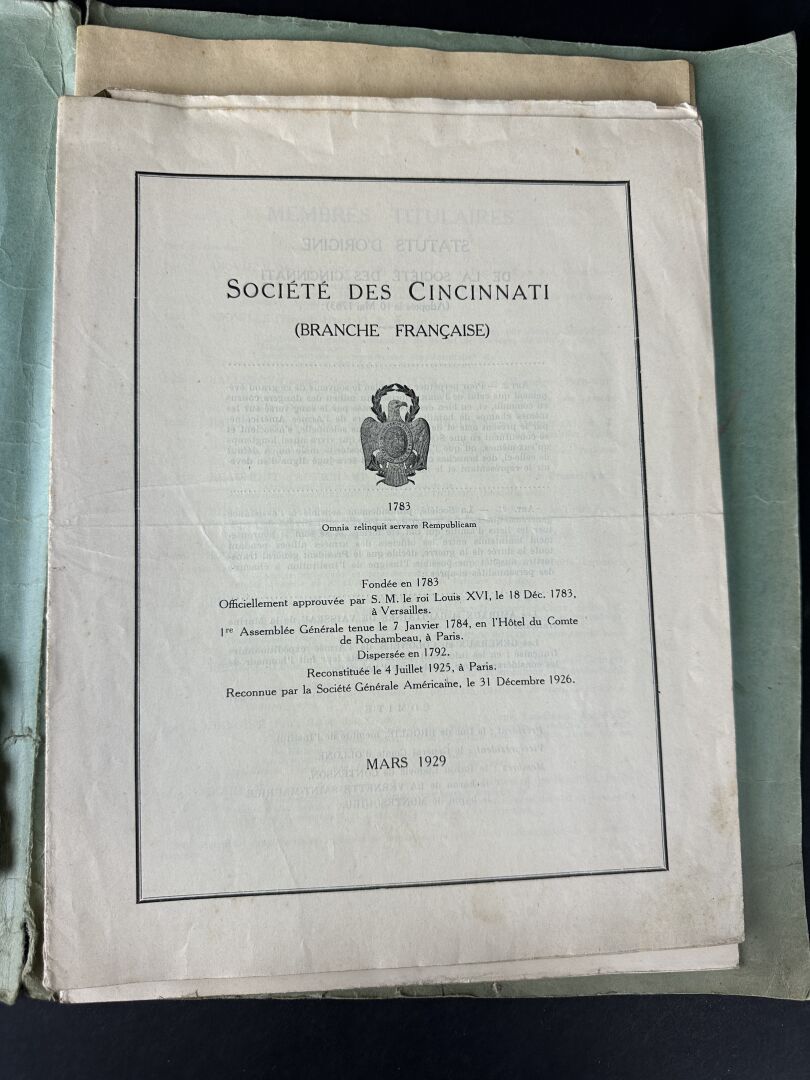 SOCIÉTÉ DES CINCINNATI
(BRANCHE FRANÇAISE)
1783
Omnia relinquit servare Rempublicam
Fondée en 1783
Officiellement approuvée par S. M. le roi Louis XVI, le 18 Déc. 1783,
à Versailles.
1re Assemblée Générale tenue le 7 Janvier 1784, en l'Hôtel du Comte
de Rochambeau, à Paris.
Dispersée en 1792.
Reconstituée le 4 Juillet 1925, à Paris.
Reconnue par la Société Générale Américaine, le 31 Décembre 1926.
MARS 1929